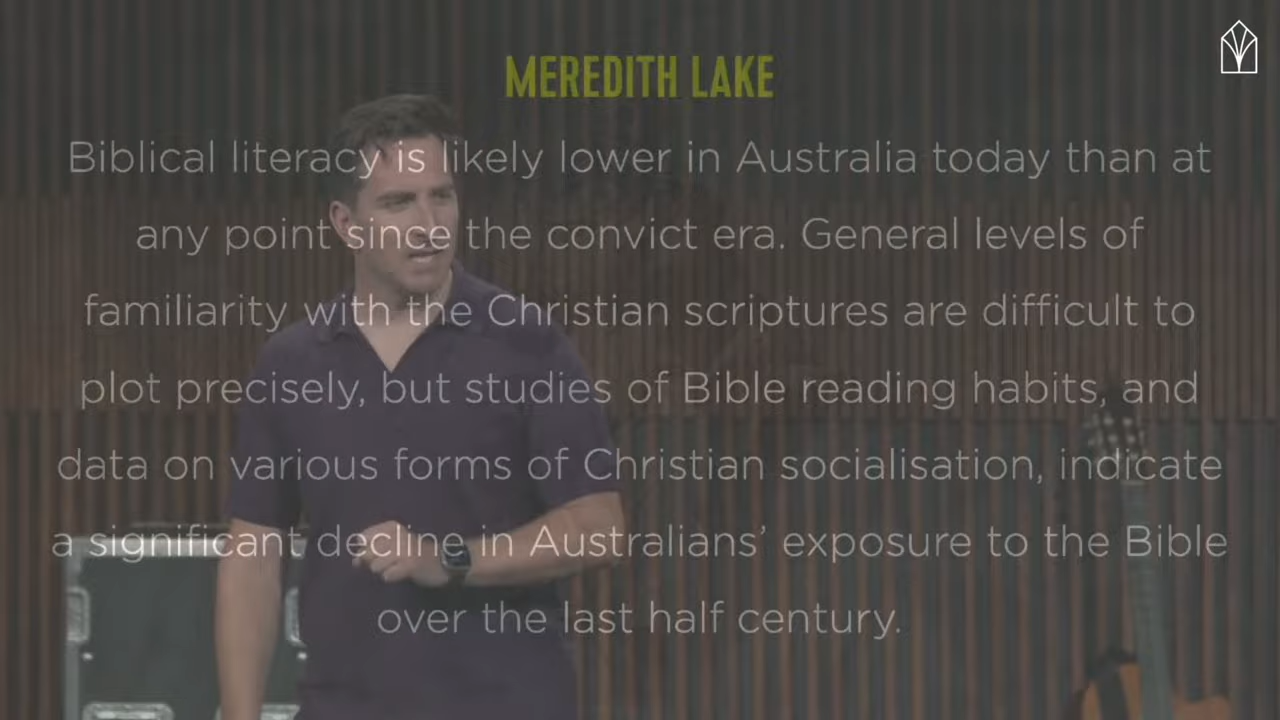 MEREDITH LAKE
Biblical literacy is likely lower in Australia today than at
any point since the convict era. General levels of
familiarity with the Christian scriptures are difficult to
plot precisely, but studies of Bible reading habits, and
data on various forms of Christian socialisation, indicate
a significant decline in Australians’ exposure to the Bible
over the last half century.